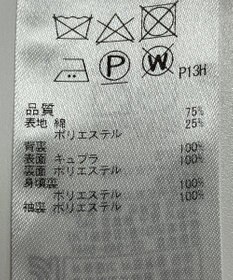 P W P13H
品質
表地 綿 75%
ポリエステル 25%
背裏
表面 キュプラ 100%
裏面 ポリエステル 100%
身頃裏
ポリエステル 100%
袖裏 ポリエステル 100%